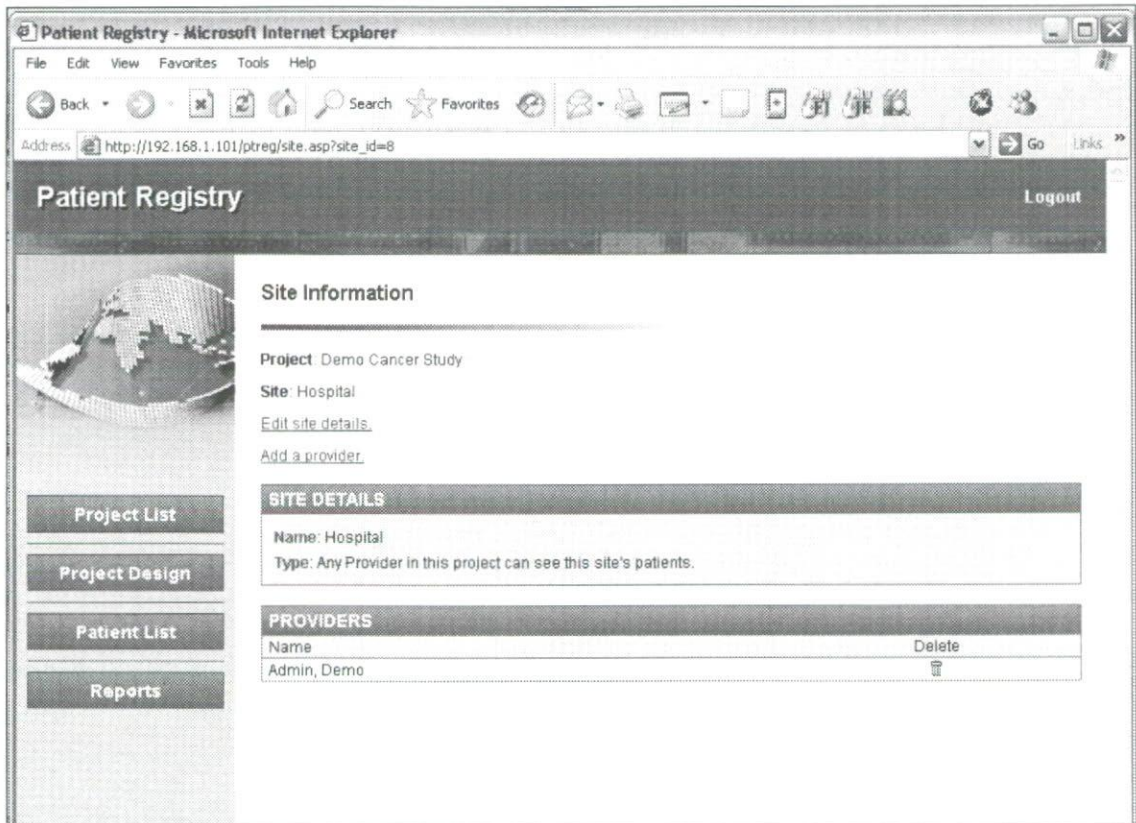 Patient Registry - Microsoft Internet Explorer
File Edit View Favorites Tools Help
Back Search Favorites
Address http://192.168.1.101/ptreg/site.asp?site_id=8 Go Links »
Patient Registry Logout
Site Information
Project: Demo Cancer Study
Site: Hospital
Edit site details.
Add a provider.
SITE DETAILS
Name: Hospital
Type: Any Provider in this project can see this site's patients.
PROVIDERS
Name Delete
Admin, Demo
Project List
Project Design
Patient List
Reports